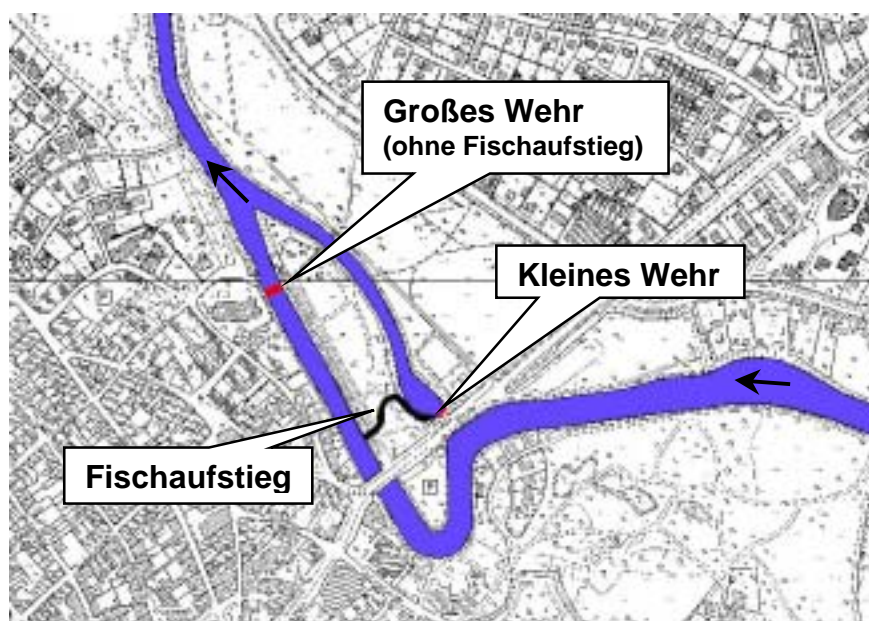 Großes Wehr
(ohne Fischaufstieg)
Kleines Wehr
Fischaufstieg
P